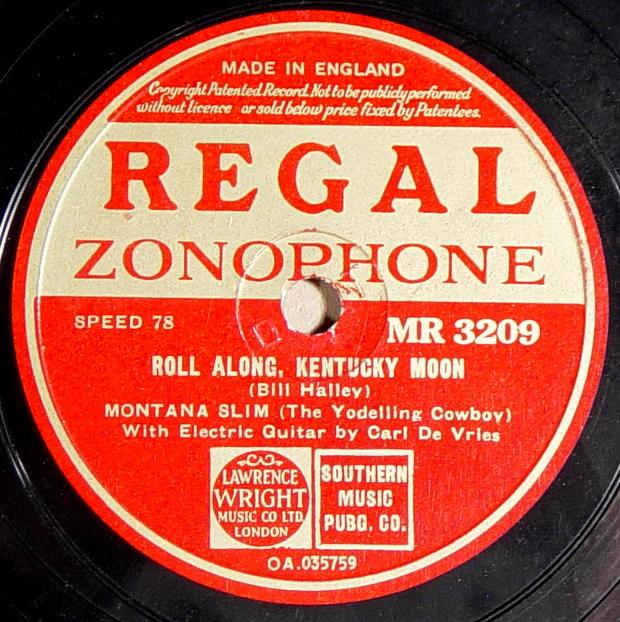 MADE IN ENGLAND
Copyright Patented Record. Not to be publicly performed
without licence or sold below price fixed by Patentees.
REGAL
ZONOPHONE
SPEED 78
MR 3209
ROLL ALONG, KENTUCKY MOON
(Bill Halley)
MONTANA SLIM (The Yodelling Cowboy)
With Electric Guitar by Carl De Vries
LAWRENCE
WRIGHT
MUSIC CO LTD.
LONDON
SOUTHERN
MUSIC
PUBG. CO.
OA.035759